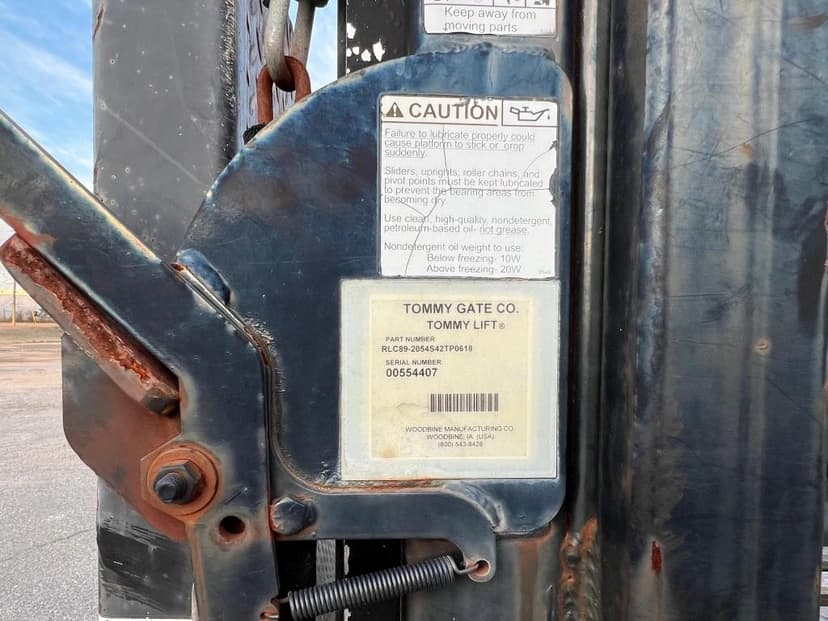 Keep away from
moving parts
CAUTION
Failure to lubricate properly could
cause platform to stick or drop
suddenly.
Sliders, uprights, roller chains, and
pivot points must be kept lubricated
to prevent the bearing areas from
becoming dry.
Use clean, high-quality, nondetergent,
petroleum-based oil- not grease.
Nondetergent oil weight to use:
Below freezing- 10W
Above freezing- 20W
TOMMY GATE CO.
TOMMY LIFT®
PART NUMBER
RLC89-2054S42TP0618
SERIAL NUMBER
00554407
WOODBINE MANUFACTURING CO.
WOODBINE, IA. (USA)
(800) 543-8428